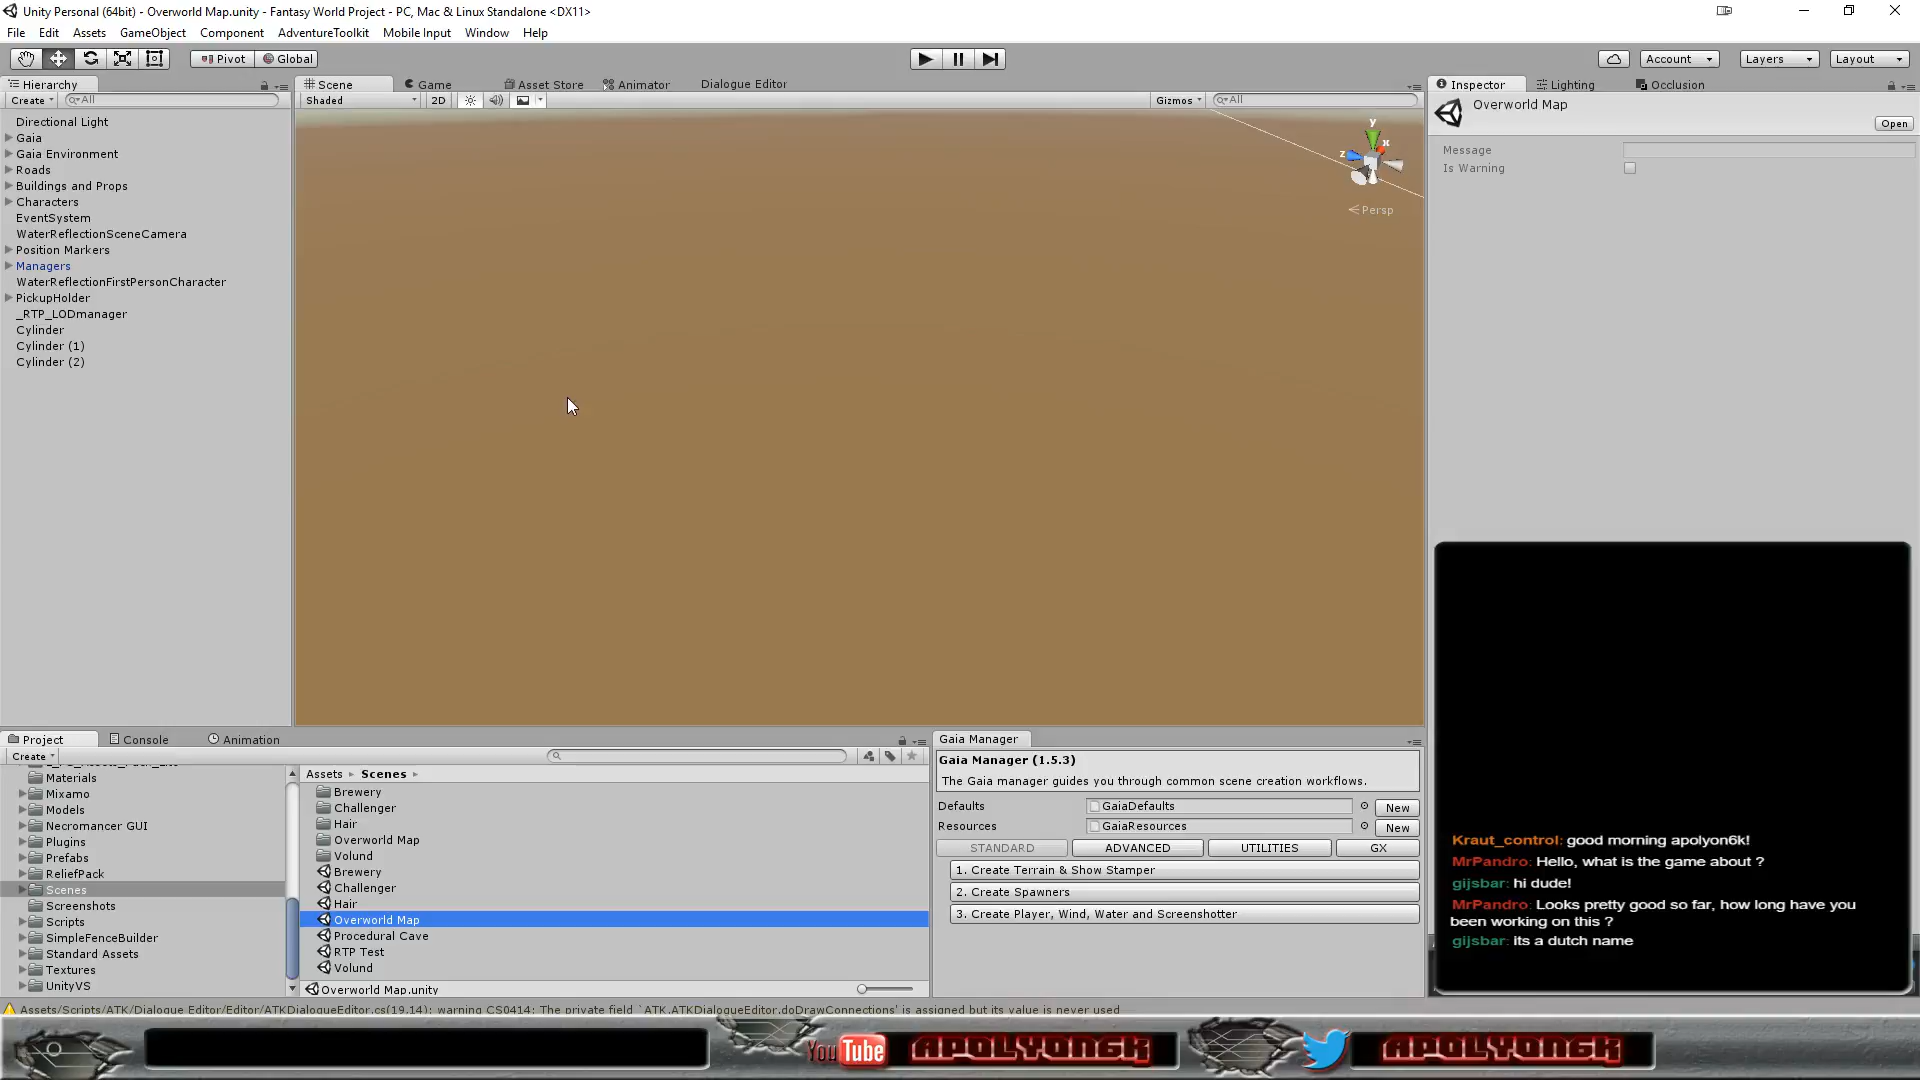 Unity Personal (64bit) - Overworld Map.unity - Fantasy World Project - PC, Mac & Linux Standalone <DX11>
File Edit Assets GameObject Component AdventureToolkit Mobile Input Window Help
Pivot Global Account Layers Layout
Hierarchy
Create All
Directional Light
Gaia
Gaia Environment
Roads
Buildings and Props
Characters
EventSystem
WaterReflectionSceneCamera
Position Markers
Managers
WaterReflectionFirstPersonCharacter
PickupHolder
_RTP_LODmanager
Cylinder
Cylinder (1)
Cylinder (2)
Scene Game Asset Store Animator Dialogue Editor
Shaded 2D Gizmos All
y
x
z
Persp
Inspector Lighting Occlusion
Overworld Map
Open
Message
Is Warning
Project Console Animation
Create
Materials
Mixamo
Models
Necromancer GUI
Plugins
Prefabs
ReliefPack
Scenes
Screenshots
Scripts
SimpleFenceBuilder
Standard Assets
Textures
UnityVS
Assets Scenes
Brewery
Challenger
Hair
Overworld Map
Volund
Brewery
Challenger
Hair
Overworld Map
Procedural Cave
RTP Test
Volund
Overworld Map.unity
Gaia Manager
Gaia Manager (1.5.3)
The Gaia manager guides you through common scene creation workflows.
Defaults GaiaDefaults New
Resources GaiaResources New
STANDARD ADVANCED UTILITIES GX
1. Create Terrain & Show Stamper
2. Create Spawners
3. Create Player, Wind, Water and Screenshotter
Kraut_control: good morning apolyon6k!
MrPandro: Hello, what is the game about ?
gijsbar: hi dude!
MrPandro: Looks pretty good so far, how long have you
been working on this ?
gijsbar: its a dutch name
Assets/Scripts/ATK/Dialogue Editor/Editor/ATKDialogueEditor.cs(19,14): warning CS0414: The private field `ATK.ATKDialogueEditor.doDrawConnections' is assigned but its value is never used
YouTube APOLYON6K APOLYON6K